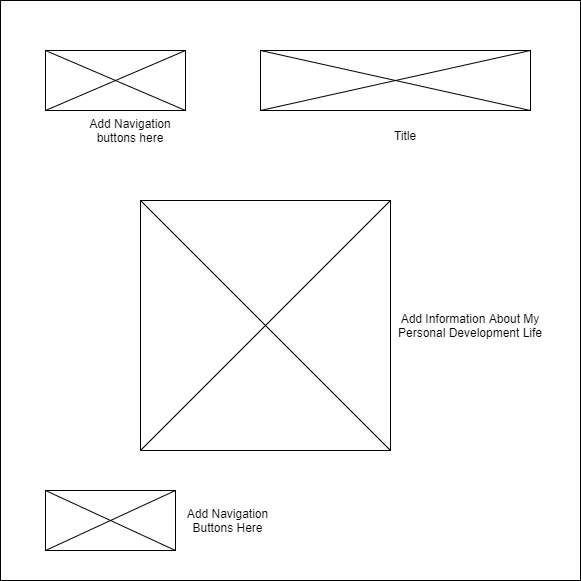 Add Navigation
buttons here
Title
Add Information About My
Personal Development Life
Add Navigation
Buttons Here